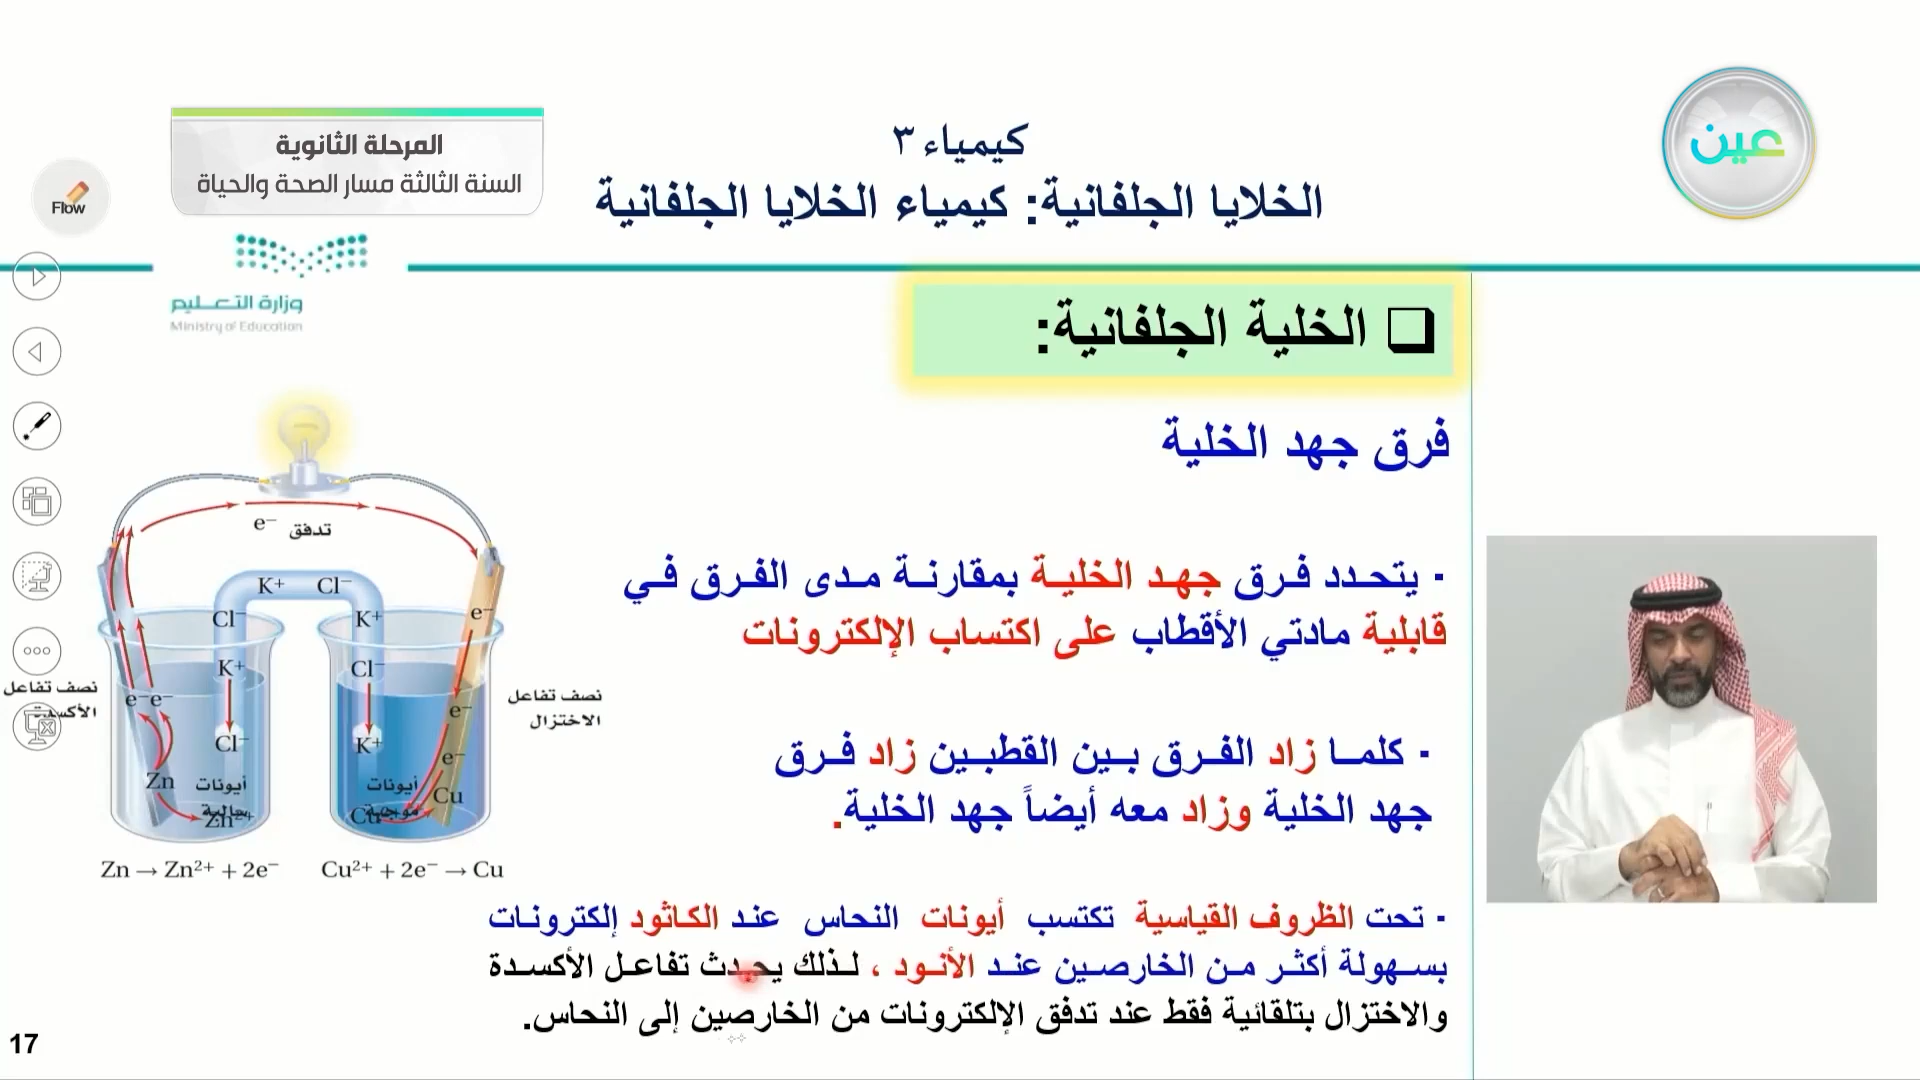 عين
كيمياء ٣
الخلايا الجلفانية: كيمياء الخلايا الجلفانية
المرحلة الثانوية
السنة الثالثة مسار الصحة والحياة
Flow
وزارة التعـــليم
Ministry of Education
❑ الخلية الجلفانية:
فرق جهد الخلية
- يتحدد فرق جهد الخلية بمقارنة مدى الفرق في
قابلية مادتي الأقطاب على اكتساب الإلكترونات
- كلما زاد الفرق بين القطبين زاد فرق
جهد الخلية وزاد معه أيضاً جهد الخلية.
- تحت الظروف القياسية تكتسب أيونات النحاس عند الكاثود إلكترونات
بسهولة أكثر من الخارصين عند الأنود ، لذلك يحدث تفاعل الأكسدة
والاختزال بتلقائية فقط عند تدفق الإلكترونات من الخارصين إلى النحاس.
e⁻ تدفق
K⁺ Cl⁻
Cl⁻ K⁺ e⁻
K⁺ Cl⁻
نصف تفاعل
الأكسدة
نصف تفاعل
الاختزال
e⁻ e⁻ e⁻
Cl⁻ K⁺ e⁻
Zn أيونات
سالبة
Zn²⁺
أيونات Cu
موجبة
Zn → Zn²⁺ + 2e⁻
Cu²⁺ + 2e⁻ → Cu
17